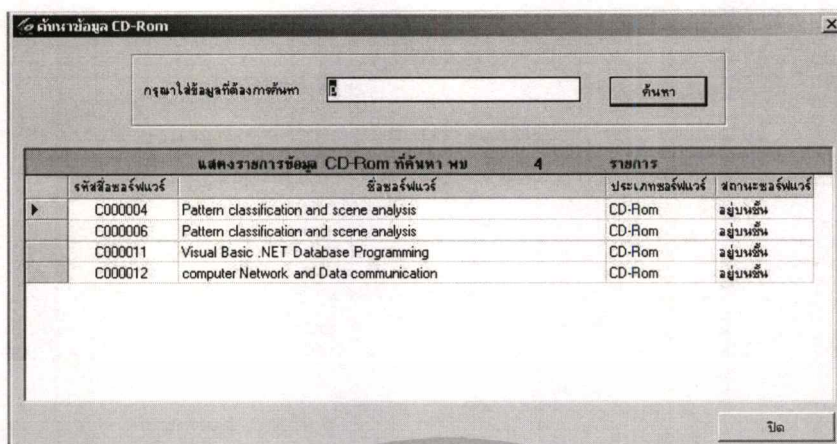 ค้นหาข้อมูล CD-Rom
กรุณาใส่ข้อมูลที่ต้องการค้นหา p ค้นหา
แสดงรายการข้อมูล CD-Rom ที่ค้นหา พบ 4 รายการ
รหัสสื่อซอร์ฟแวร์ ชื่อซอร์ฟแวร์ ประเภทซอร์ฟแวร์ สถานะซอร์ฟแวร์
C000004 Pattern classification and scene analysis CD-Rom อยู่บนชั้น
C000006 Pattern classification and scene analysis CD-Rom อยู่บนชั้น
C000011 Visual Basic .NET Database Programming CD-Rom อยู่บนชั้น
C000012 computer Network and Data communication CD-Rom อยู่บนชั้น
ปิด